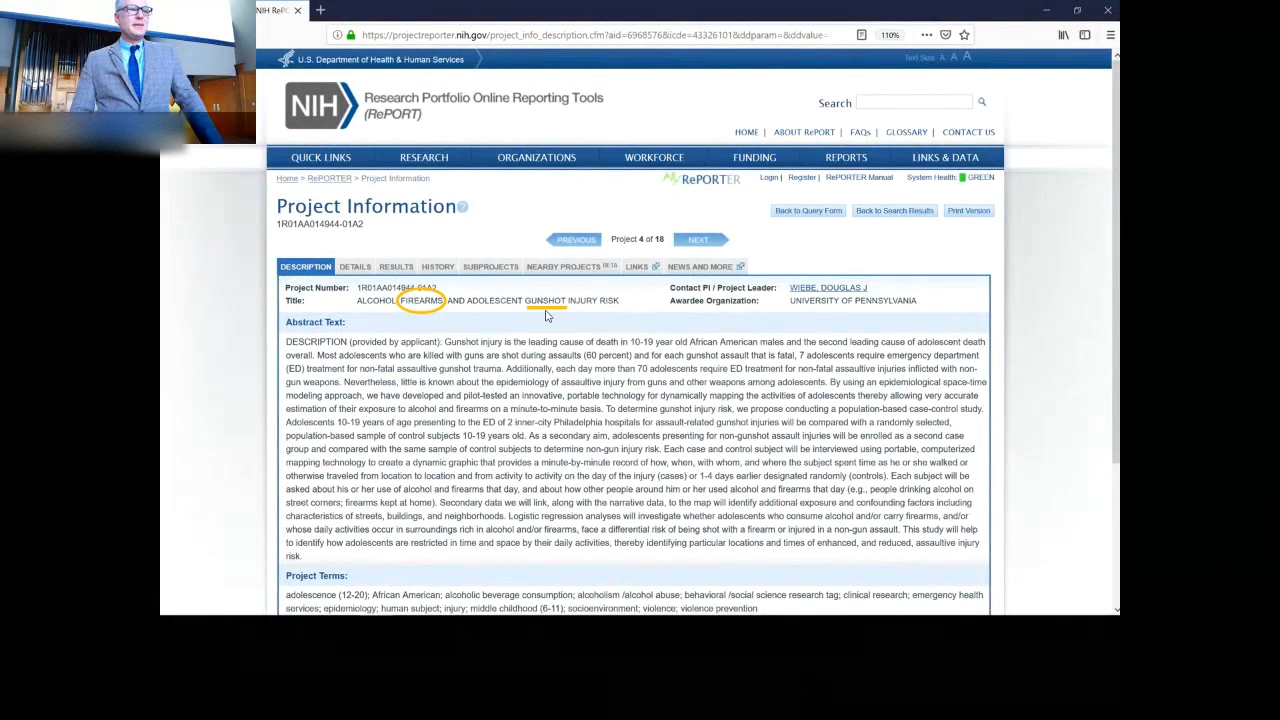 NIH RePO
https://projectreporter.nih.gov/project_info_description.cfm?aid=6968576&icde=43326101&ddparam=&ddvalue=
110%
U.S. Department of Health & Human Services
Text Size A A A
NIH
Research Portfolio Online Reporting Tools
(RePORT)
Search
HOME | ABOUT RePORT | FAQs | GLOSSARY | CONTACT US
QUICK LINKS RESEARCH ORGANIZATIONS WORKFORCE FUNDING REPORTS LINKS & DATA
Home > RePORTER > Project Information
RePORTER
Login | Register | RePORTER Manual System Health: GREEN
Project Information ?
1R01AA014944-01A2
Back to Query Form Back to Search Results Print Version
PREVIOUS Project 4 of 18 NEXT
DESCRIPTION DETAILS RESULTS HISTORY SUBPROJECTS NEARBY PROJECTS BETA LINKS NEWS AND MORE
Project Number: 1R01AA014944-01A2 Contact PI / Project Leader: WIEBE, DOUGLAS J
Title: ALCOHOL, FIREARMS, AND ADOLESCENT GUNSHOT INJURY RISK Awardee Organization: UNIVERSITY OF PENNSYLVANIA
Abstract Text:
DESCRIPTION (provided by applicant): Gunshot injury is the leading cause of death in 10-19 year old African American males and the second leading cause of adolescent death
overall. Most adolescents who are killed with guns are shot during assaults (60 percent) and for each gunshot assault that is fatal, 7 adolescents require emergency department
(ED) treatment for non-fatal assaultive gunshot trauma. Additionally, each day more than 70 adolescents require ED treatment for non-fatal assaultive injuries inflicted with non-
gun weapons. Nevertheless, little is known about the epidemiology of assaultive injury from guns and other weapons among adolescents. By using an epidemiological space-time
modeling approach, we have developed and pilot-tested an innovative, portable technology for dynamically mapping the activities of adolescents thereby allowing very accurate
estimation of their exposure to alcohol and firearms on a minute-to-minute basis. To determine gunshot injury risk, we propose conducting a population-based case-control study.
Adolescents 10-19 years of age presenting to the ED of 2 inner-city Philadelphia hospitals for assault-related gunshot injuries will be compared with a randomly selected,
population-based sample of control subjects 10-19 years old. As a secondary aim, adolescents presenting for non-gunshot assault injuries will be enrolled as a second case
group and compared with the same sample of control subjects to determine non-gun injury risk. Each case and control subject will be interviewed using portable, computerized
mapping technology to create a dynamic graphic that provides a minute-by-minute record of how, when, with whom, and where the subject spent time as he or she walked or
otherwise traveled from location to location and from activity to activity on the day of the injury (cases) or 1-4 days earlier designated randomly (controls). Each subject will be
asked about his or her use of alcohol and firearms that day, and about how other people around him or her used alcohol and firearms that day (e.g., people drinking alcohol on
street corners; firearms kept at home). Secondary data we will link, along with the narrative data, to the map will identify additional exposure and confounding factors including
characteristics of streets, buildings, and neighborhoods. Logistic regression analyses will investigate whether adolescents who consume alcohol and/or carry firearms, and/or
whose daily activities occur in surroundings rich in alcohol and/or firearms, face a differential risk of being shot with a firearm or injured in a non-gun assault. This study will help
to identify how adolescents are restricted in time and space by their daily activities, thereby identifying particular locations and times of enhanced, and reduced, assaultive injury
risk.
Project Terms:
adolescence (12-20); African American; alcoholic beverage consumption; alcoholism /alcohol abuse; behavioral /social science research tag; clinical research; emergency health
services; epidemiology; human subject; injury; middle childhood (6-11); socioenvironment; violence; violence prevention